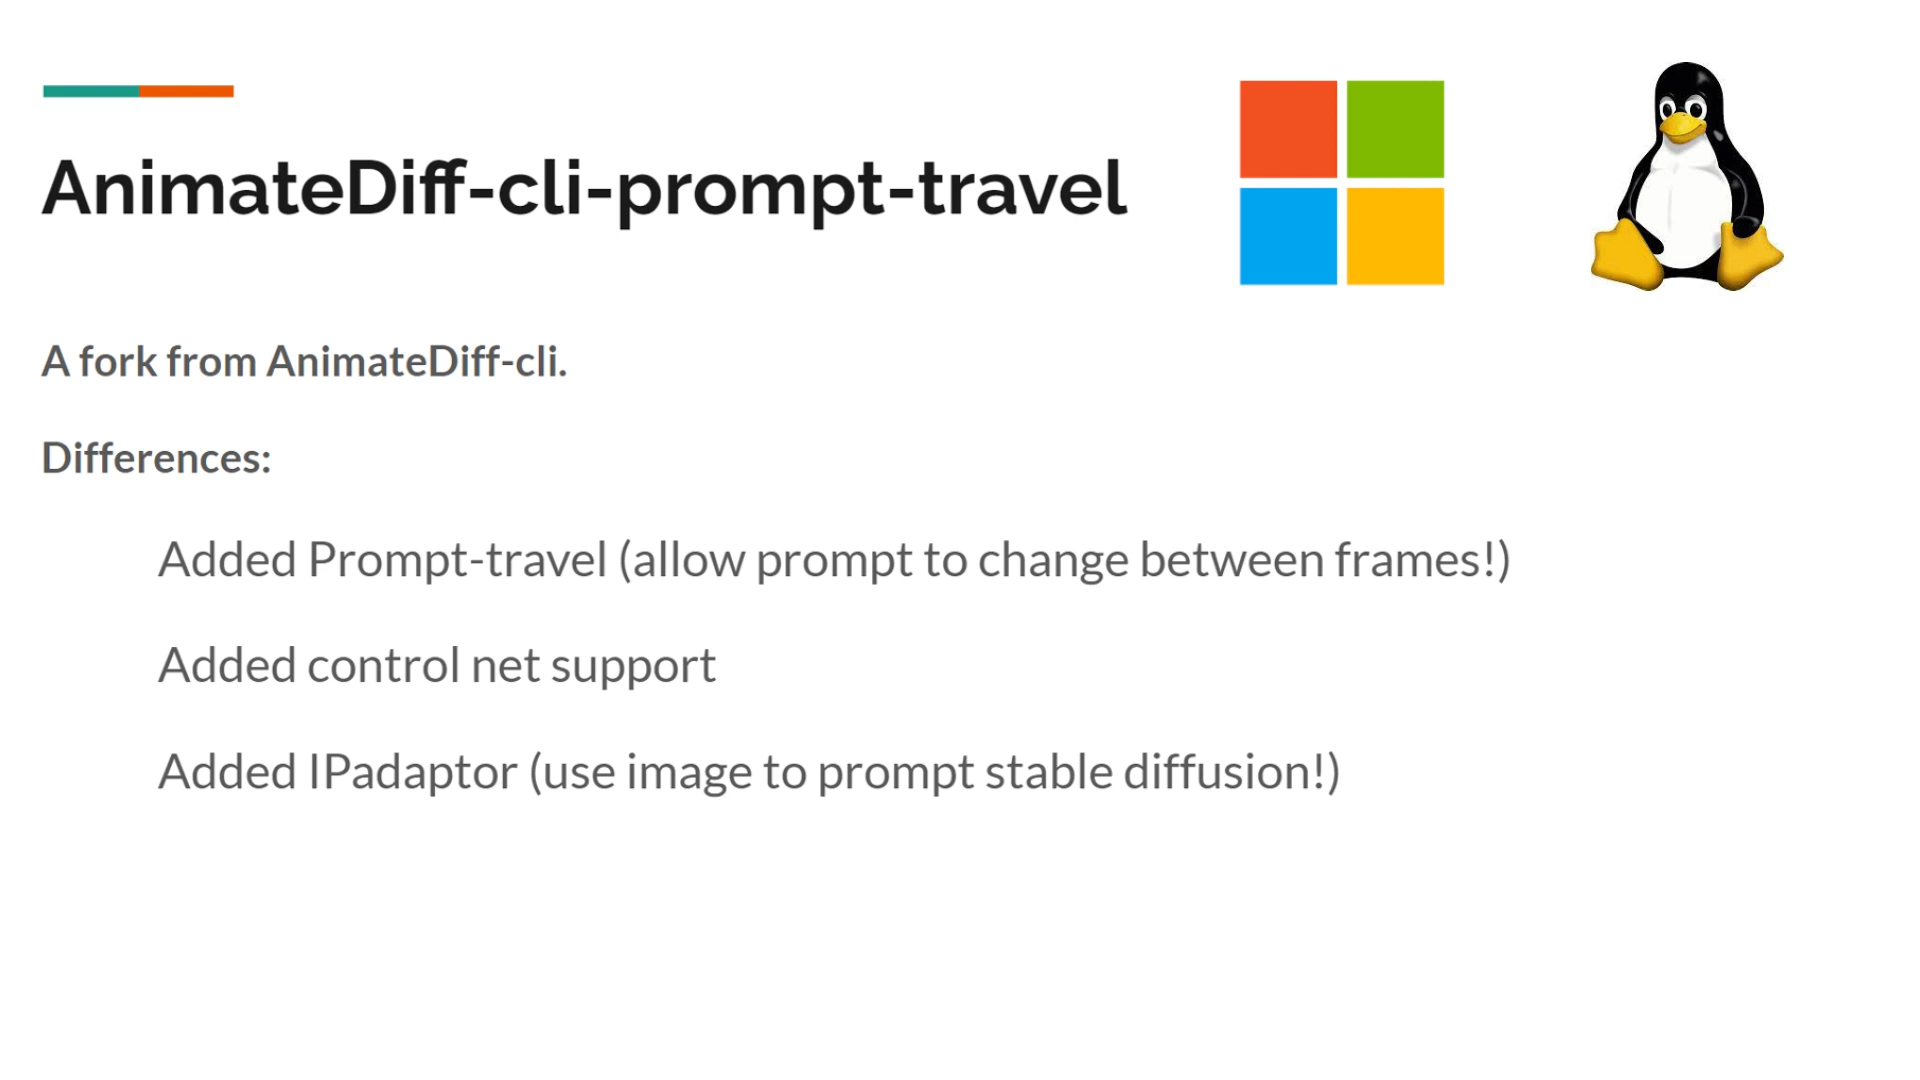 AnimateDiff-cli-prompt-travel
A fork from AnimateDiff-cli.
Differences:
Added Prompt-travel (allow prompt to change between frames!)
Added control net support
Added IPadaptor (use image to prompt stable diffusion!)